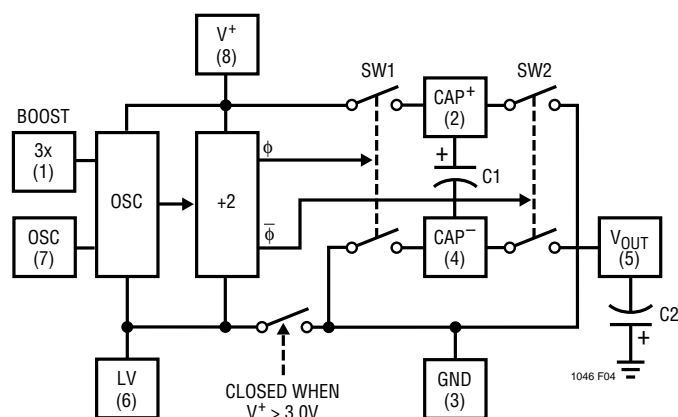 V+
(8)
SW1
SW2
CAP+
(2)
BOOST
3x
(1)
OSC
+2
ϕ
+
C1
ϕ̅
OSC
(7)
CAP−
(4)
VOUT
(5)
C2
+
LV
(6)
CLOSED WHEN
V+ > 3.0V
GND
(3)
1046 F04